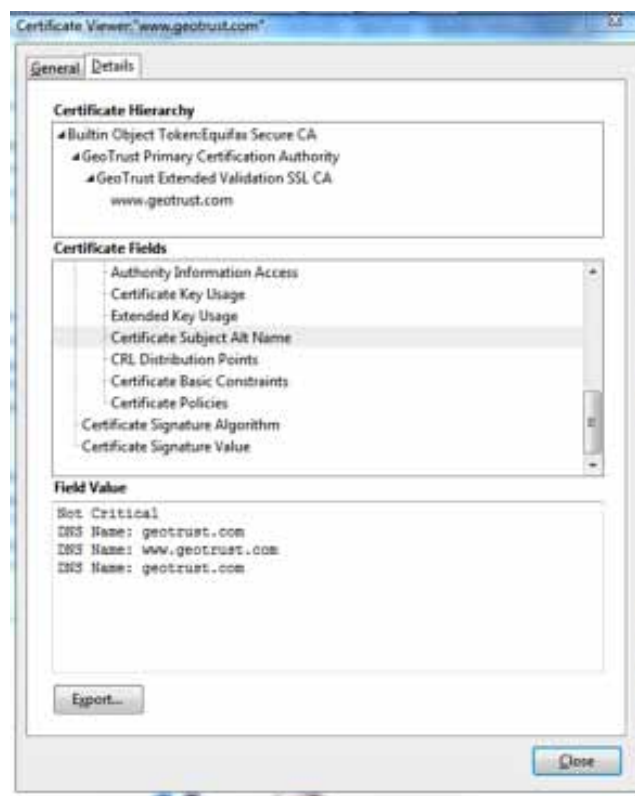 Certificate Viewer:"www.geotrust.com"
General Details
Certificate Hierarchy
Builtin Object Token:Equifax Secure CA
GeoTrust Primary Certification Authority
GeoTrust Extended Validation SSL CA
www.geotrust.com
Certificate Fields
Authority Information Access
Certificate Key Usage
Extended Key Usage
Certificate Subject Alt Name
CRL Distribution Points
Certificate Basic Constraints
Certificate Policies
Certificate Signature Algorithm
Certificate Signature Value
Field Value
Not Critical
DNS Name: geotrust.com
DNS Name: www.geotrust.com
DNS Name: geotrust.com
Export...
Close